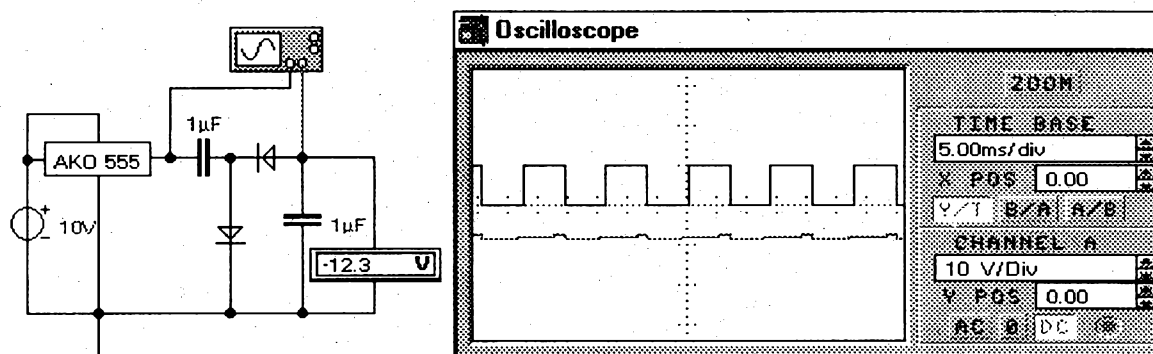 Oscilloscope
ZOOM
1µF
AKO 555
TIME BASE
5.00ms/div
X POS 0.00
Y/T B/A A/B
+
10V
-
1µF
-12.3 V
CHANNEL A
10 V/Div
Y POS 0.00
AC 0 DC